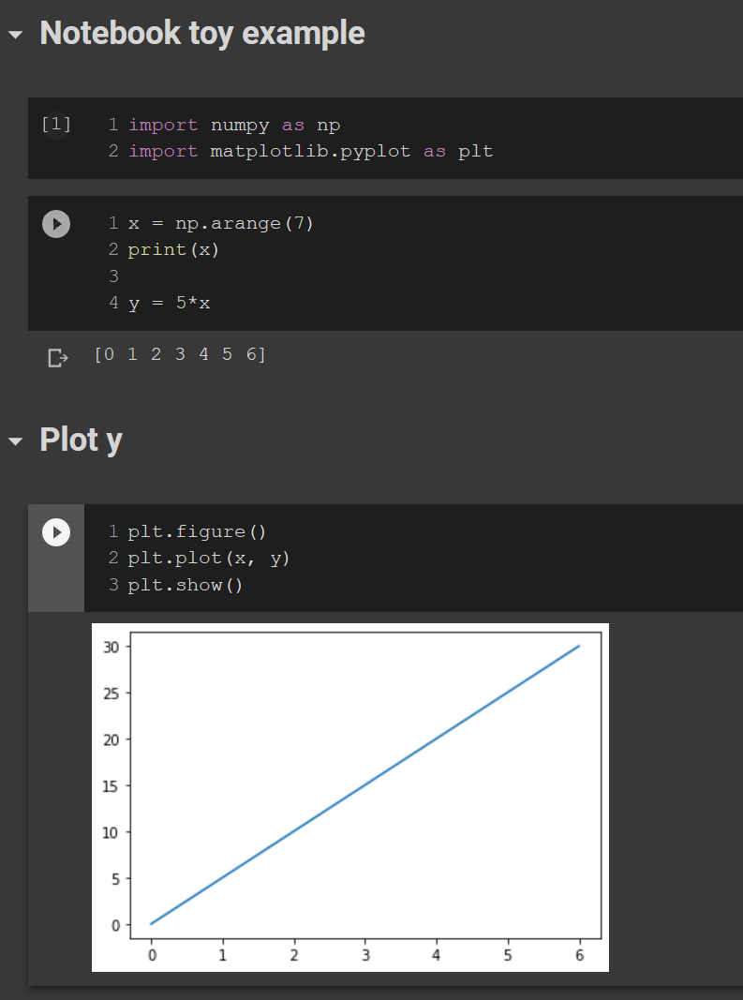 Notebook toy example
[1]
1 import numpy as np
2 import matplotlib.pyplot as plt
1 x = np.arange(7)
2 print(x)
3
4 y = 5*x
[0 1 2 3 4 5 6]
Plot y
1 plt.figure()
2 plt.plot(x, y)
3 plt.show()
30
25
20
15
10
5
0
0 1 2 3 4 5 6